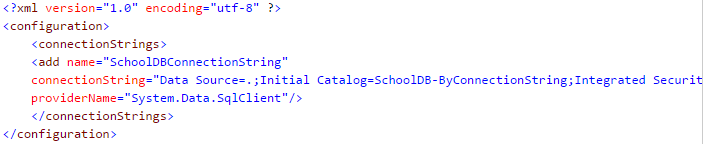 <?xml version="1.0" encoding="utf-8" ?>
<configuration>
<connectionStrings>
<add name="SchoolDBConnectionString"
connectionString="Data Source=.;Initial Catalog=SchoolDB-ByConnectionString;Integrated Securit
providerName="System.Data.SqlClient"/>
</connectionStrings>
</configuration>